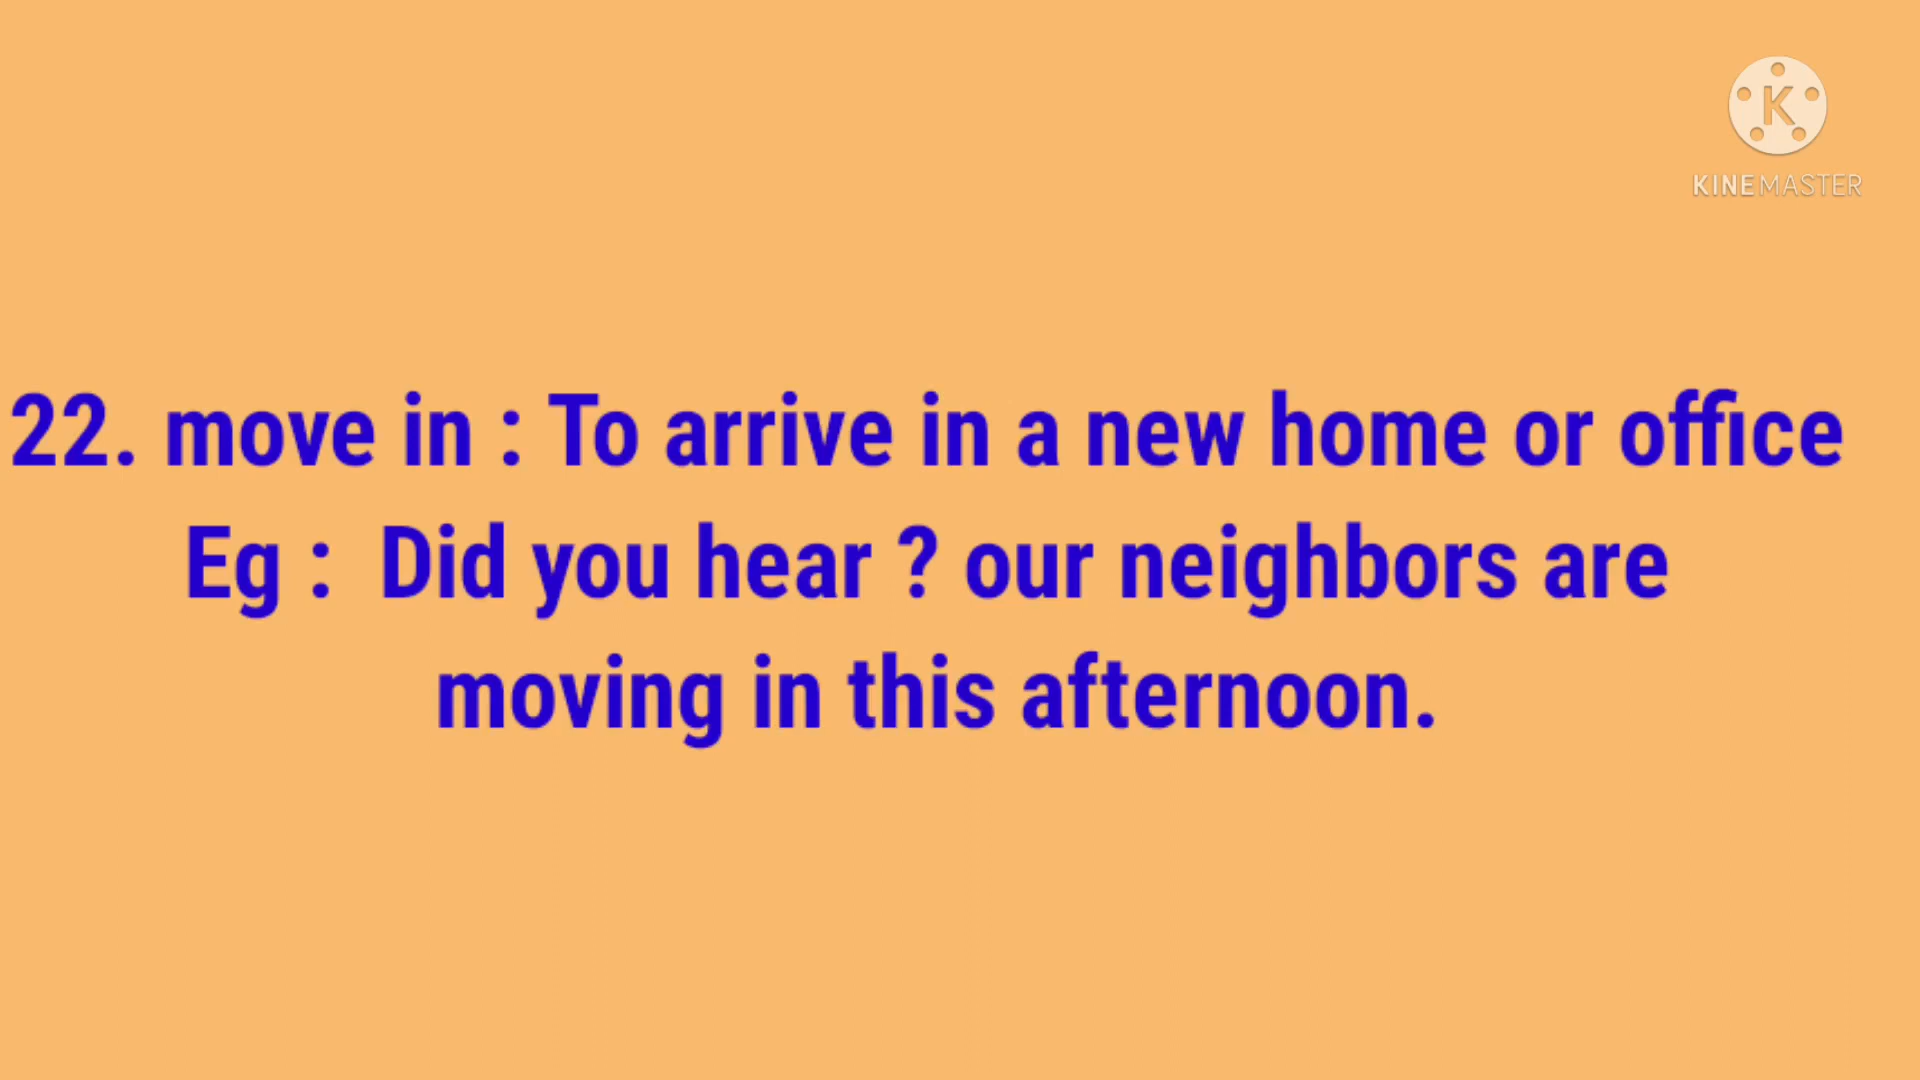 K
KINEMASTER
22. move in : To arrive in a new home or office
Eg :  Did you hear ? our neighbors are
moving in this afternoon.